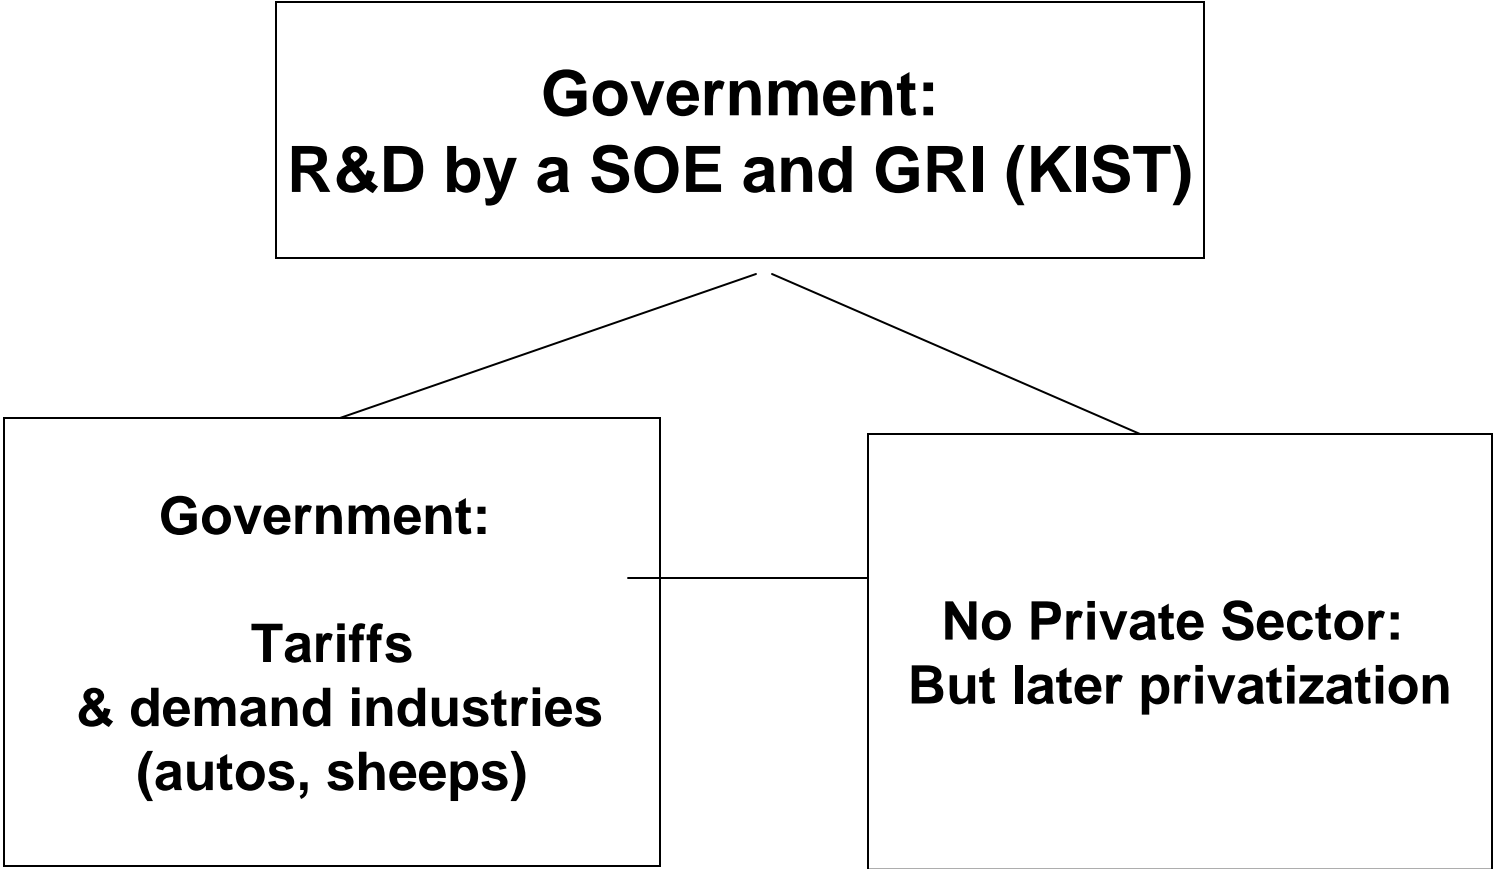 Government:
R&D by a SOE and GRI (KIST)
Government:
Tariffs
& demand industries
(autos, sheeps)
No Private Sector:
But later privatization